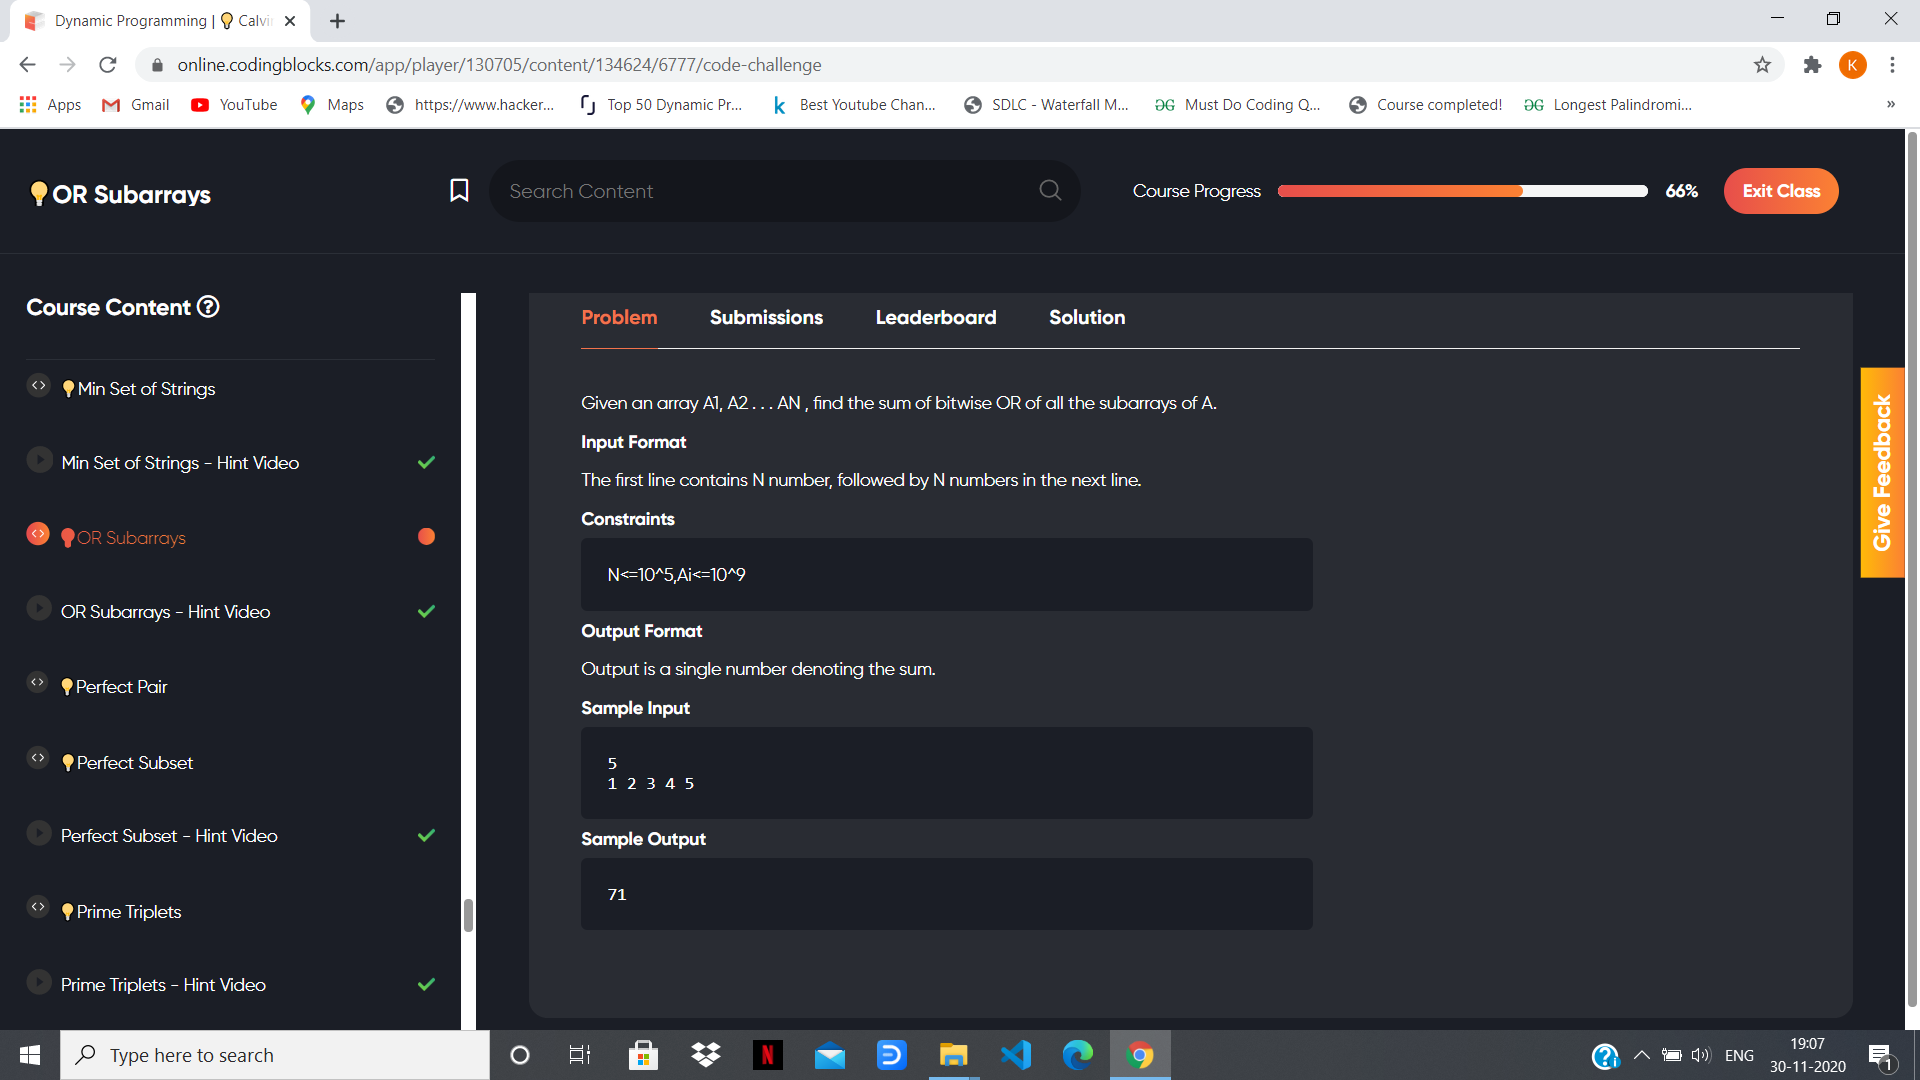 Dynamic Programming | 💡 Calvi
online.codingblocks.com/app/player/130705/content/134624/6777/code-challenge
K
Apps Gmail YouTube Maps https://www.hacker... Top 50 Dynamic Pr... Best Youtube Chan... SDLC - Waterfall M... Must Do Coding Q... Course completed! Longest Palindromi... »
💡OR Subarrays
Search Content
Course Progress 66% Exit Class
Course Content
💡Min Set of Strings
Min Set of Strings - Hint Video
💡OR Subarrays
OR Subarrays - Hint Video
💡Perfect Pair
💡Perfect Subset
Perfect Subset - Hint Video
💡Prime Triplets
Prime Triplets - Hint Video
Problem Submissions Leaderboard Solution
Given an array A1, A2 . . . AN , find the sum of bitwise OR of all the subarrays of A.
Input Format
The first line contains N number, followed by N numbers in the next line.
Constraints
N<=10^5,Ai<=10^9
Output Format
Output is a single number denoting the sum.
Sample Input
5
1 2 3 4 5
Sample Output
71
Give Feedback
Type here to search
ENG
19:07
30-11-2020
1